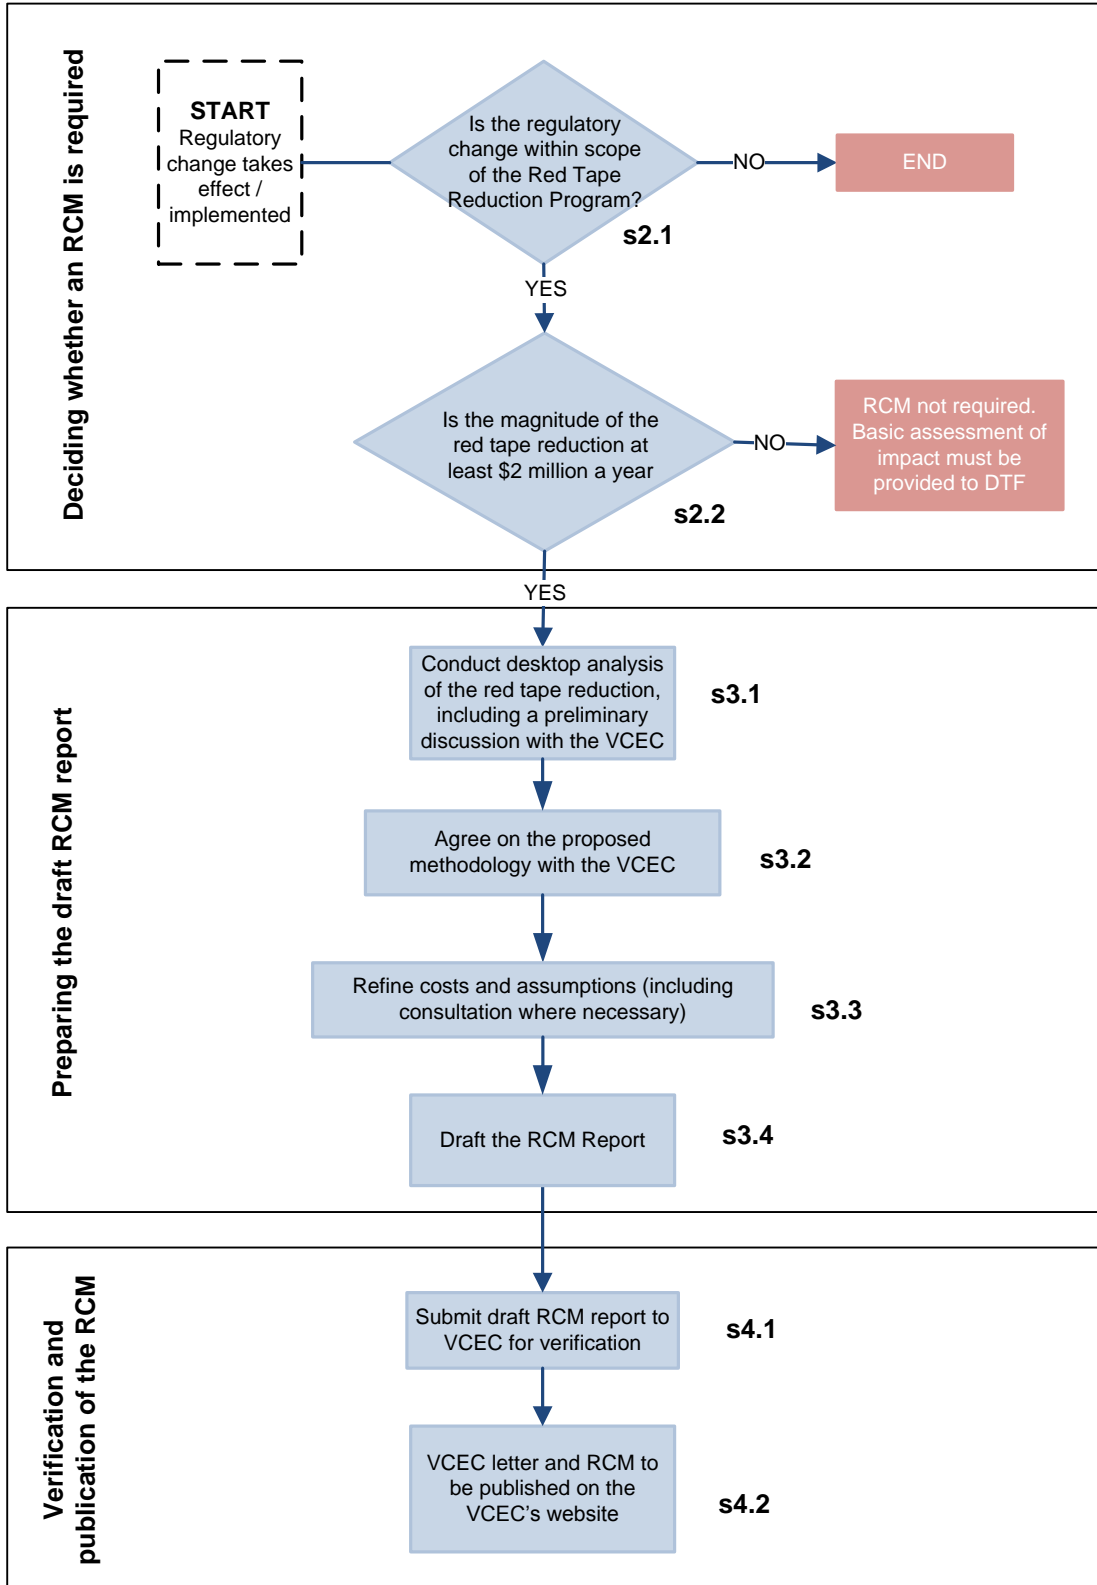 Deciding whether an RCM is required
START
Regulatory
change takes
effect /
implemented
Is the regulatory
change within scope
of the Red Tape
Reduction Program?
s2.1
NO
END
YES
Is the magnitude of the
red tape reduction at
least $2 million a year
s2.2
NO
RCM not required.
Basic assessment of
impact must be
provided to DTF
YES
Preparing the draft RCM report
Conduct desktop analysis
of the red tape reduction,
including a preliminary
discussion with the VCEC
s3.1
Agree on the proposed
methodology with the VCEC
s3.2
Refine costs and assumptions (including
consultation where necessary)
s3.3
Draft the RCM Report
s3.4
Verification and
publication of the RCM
Submit draft RCM report to
VCEC for verification
s4.1
VCEC letter and RCM to
be published on the
VCEC's website
s4.2